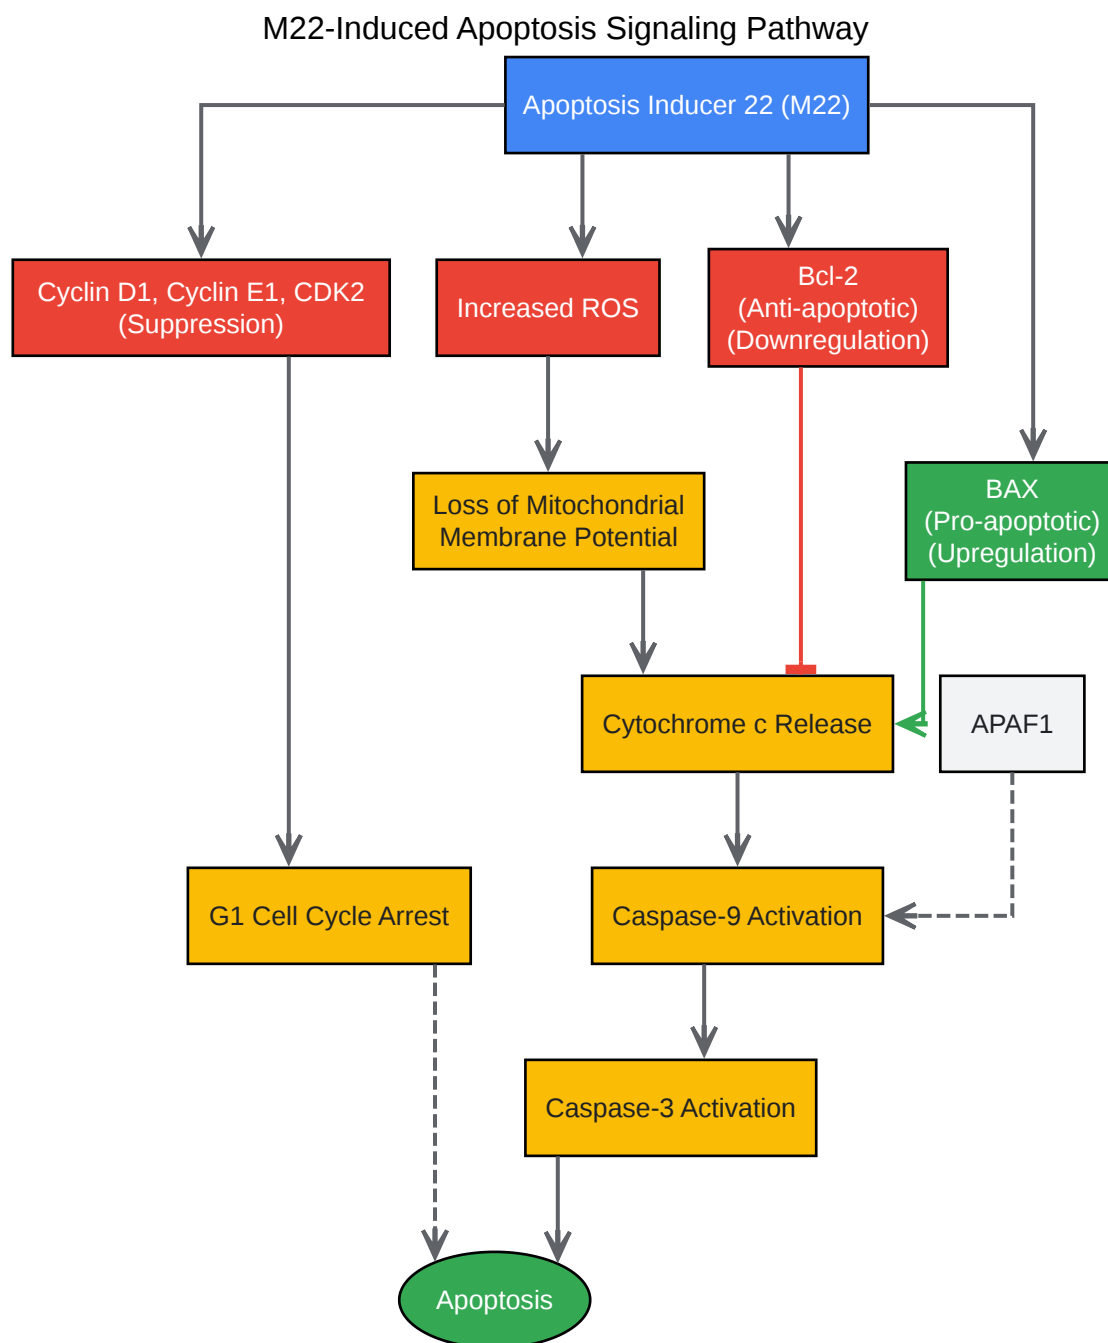 M22-Induced Apoptosis Signaling Pathway
Apoptosis Inducer 22 (M22)
Cyclin D1, Cyclin E1, CDK2
(Suppression)
Increased ROS
Bcl-2
(Anti-apoptotic)
(Downregulation)
Loss of Mitochondrial
Membrane Potential
BAX
(Pro-apoptotic)
(Upregulation)
Cytochrome c Release
APAF1
G1 Cell Cycle Arrest
Caspase-9 Activation
Caspase-3 Activation
Apoptosis